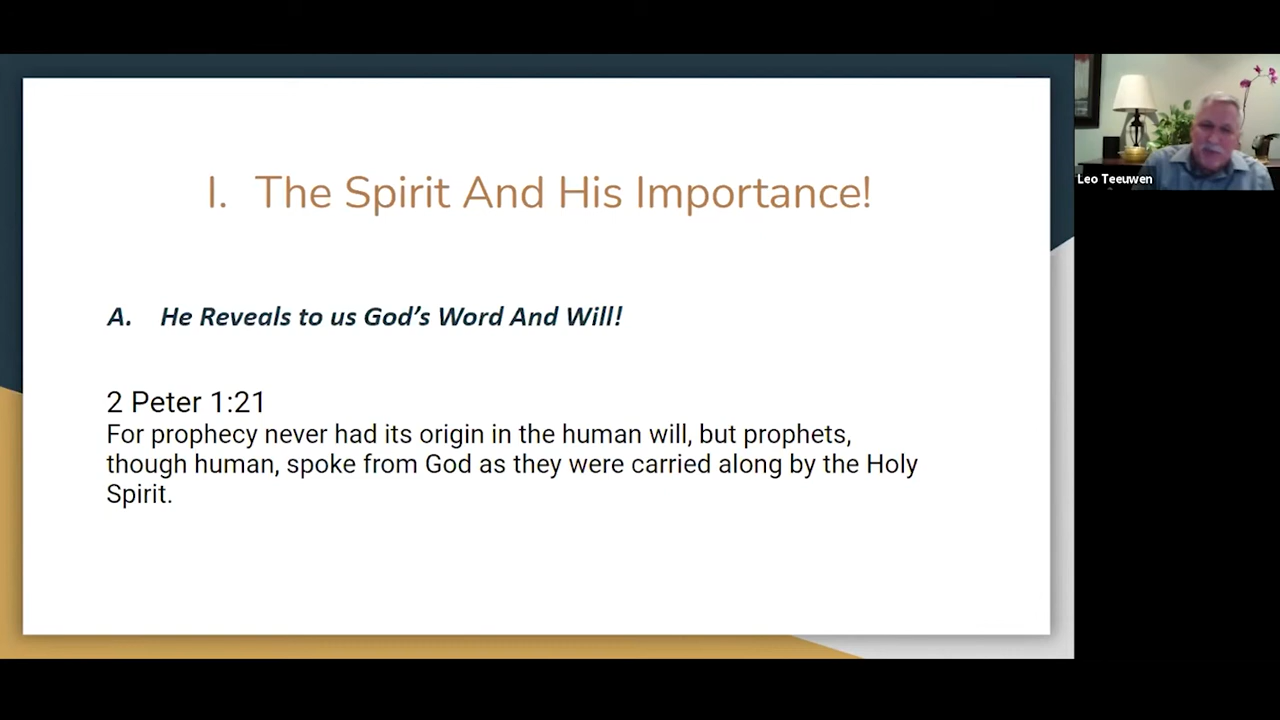 I. The Spirit And His Importance!
A. He Reveals to us God's Word And Will!
2 Peter 1:21
For prophecy never had its origin in the human will, but prophets,
though human, spoke from God as they were carried along by the Holy
Spirit.
Leo Teeuwen